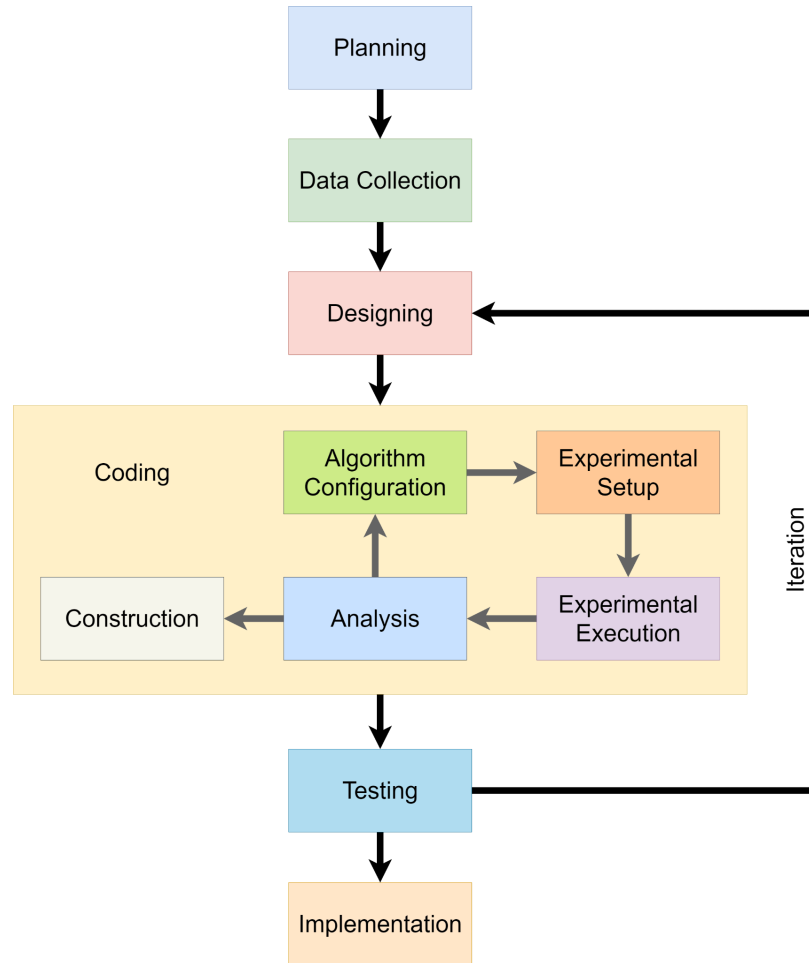 Planning
Data Collection
Designing
Coding
Algorithm
Configuration
Experimental
Setup
Iteration
Construction
Analysis
Experimental
Execution
Testing
Implementation